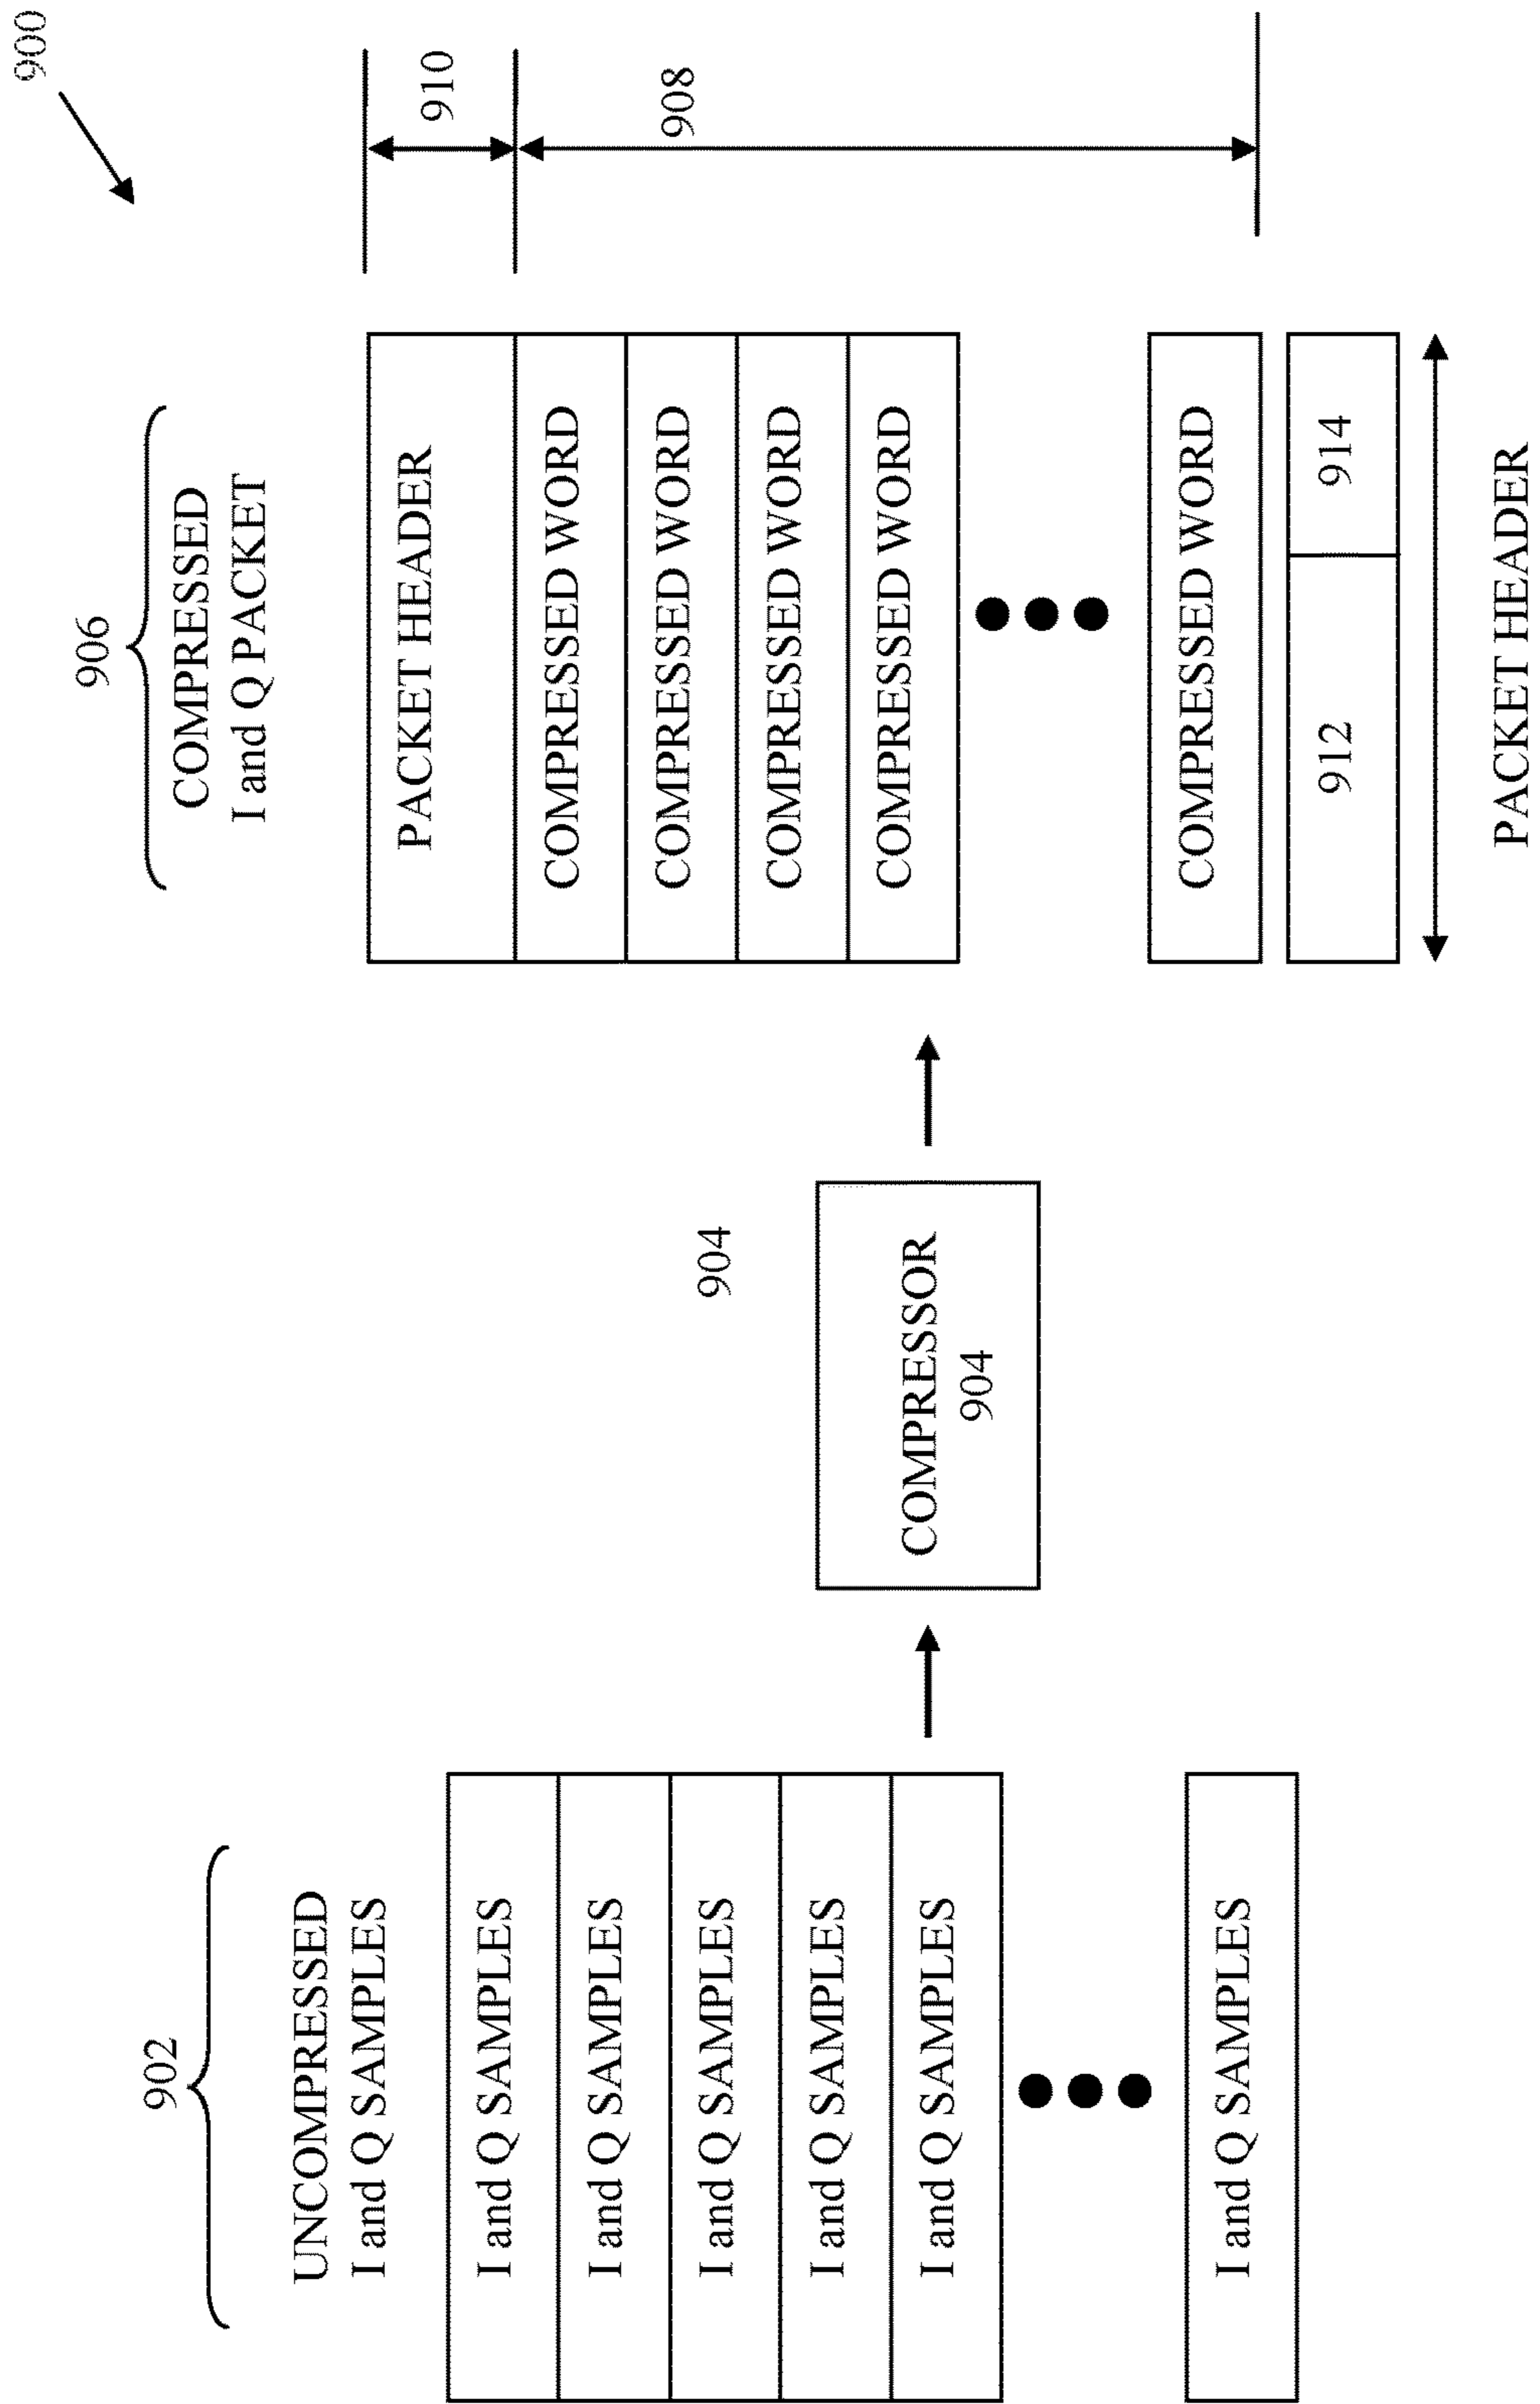 900
902
UNCOMPRESSED
I and Q SAMPLES
I and Q SAMPLES
I and Q SAMPLES
I and Q SAMPLES
I and Q SAMPLES
I and Q SAMPLES
I and Q SAMPLES
904
COMPRESSOR
904
906
COMPRESSED
I and Q PACKET
PACKET HEADER
COMPRESSED WORD
COMPRESSED WORD
COMPRESSED WORD
COMPRESSED WORD
COMPRESSED WORD
912
914
PACKET HEADER
910
908